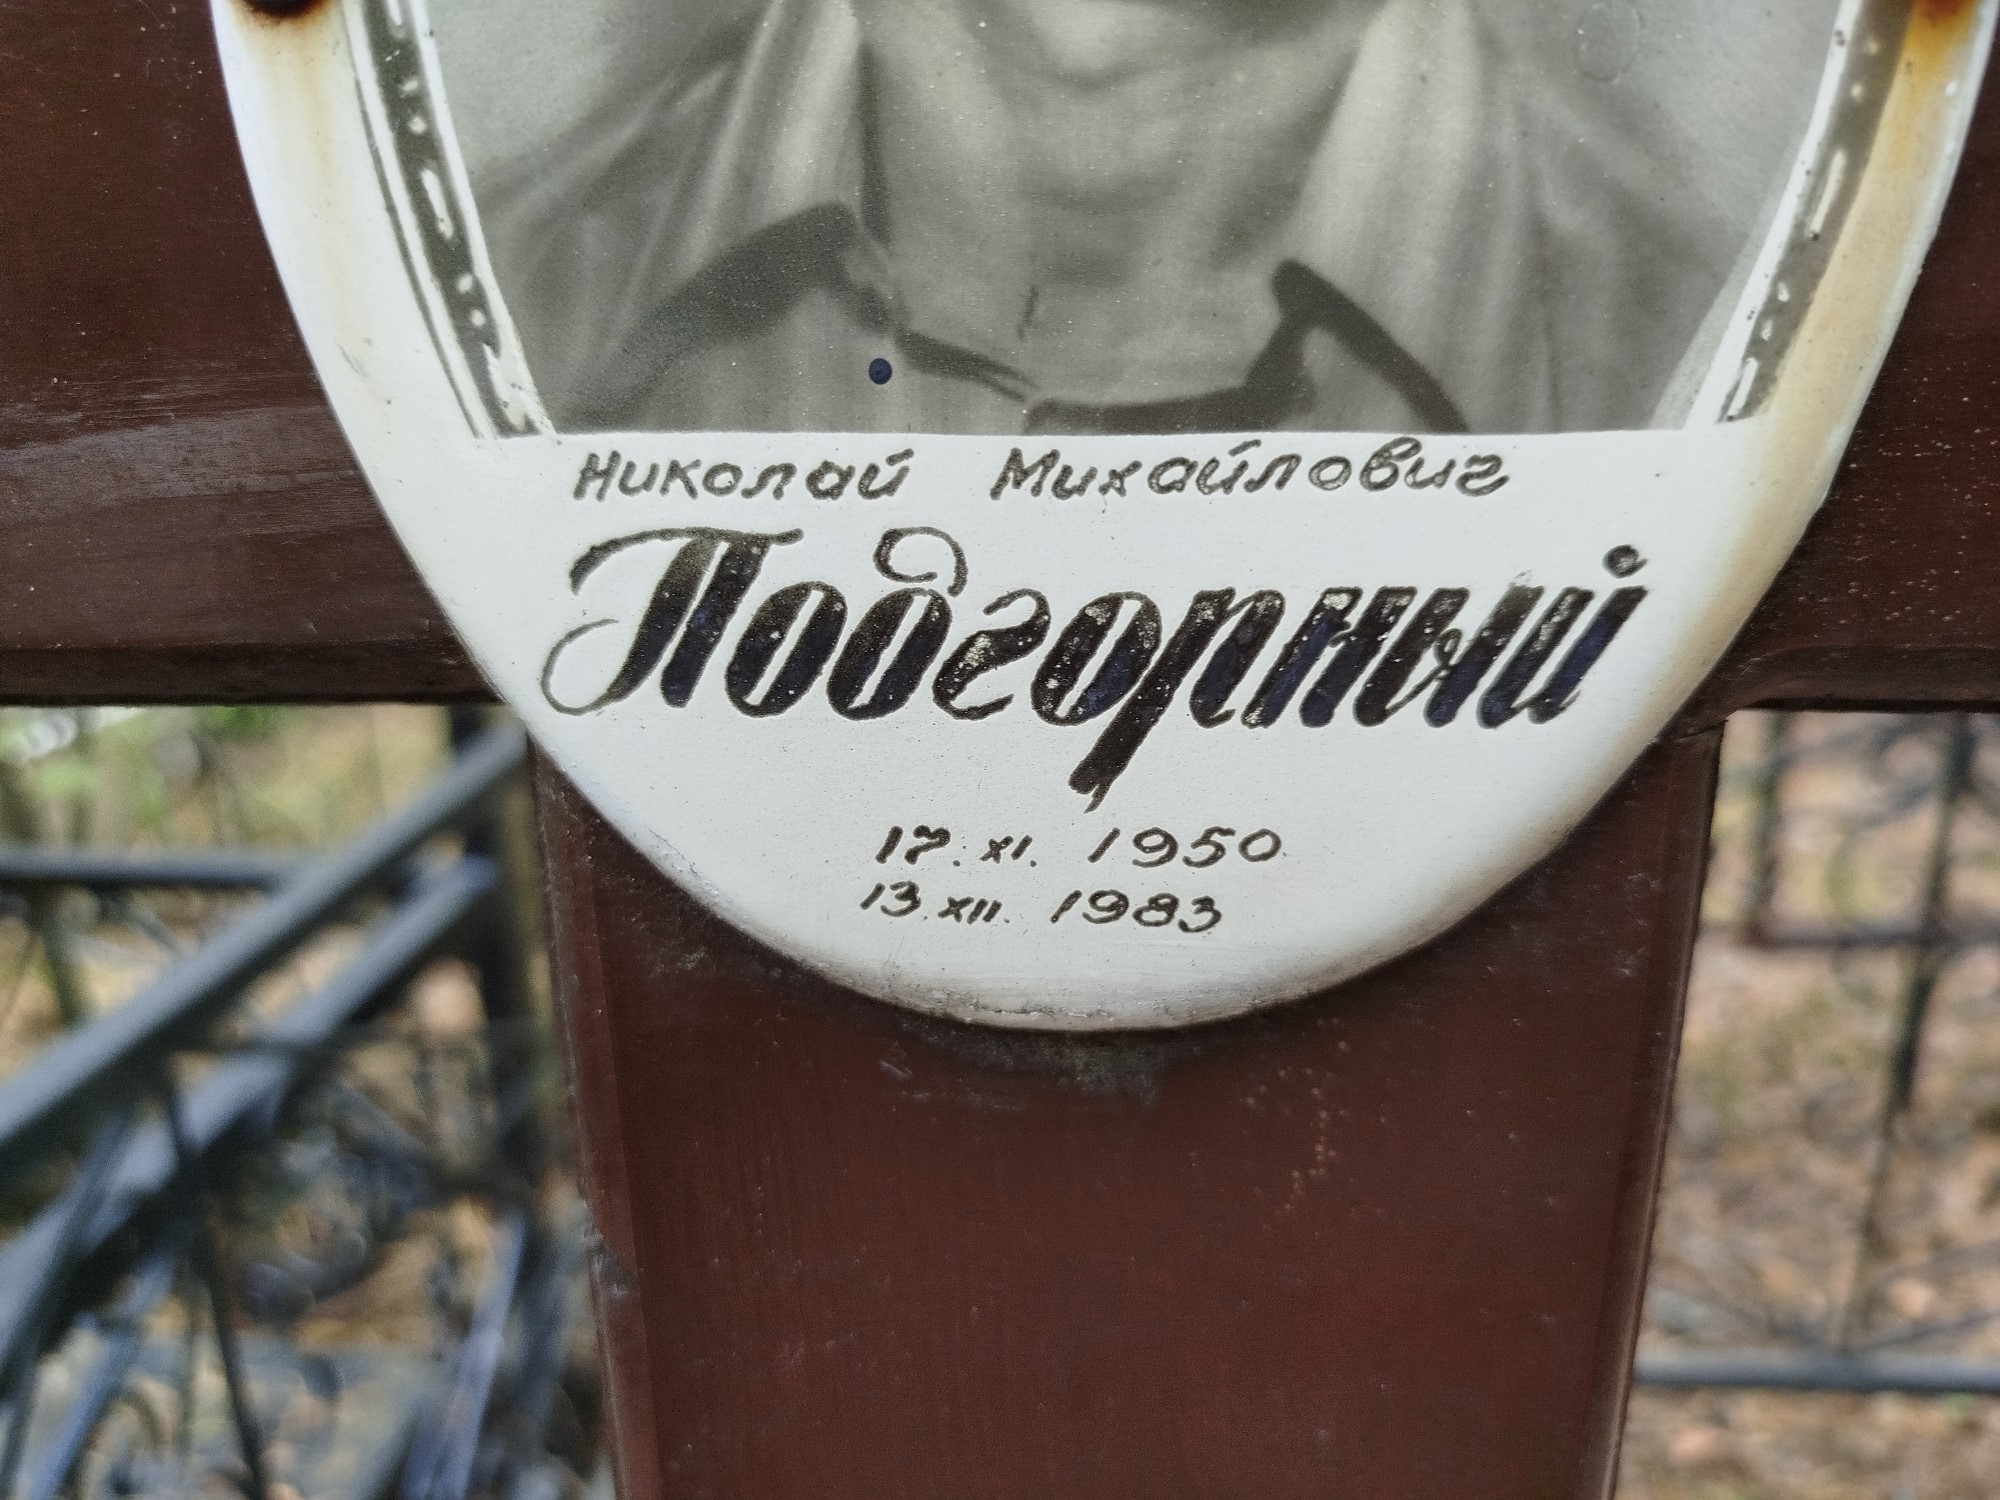 Николай Михайлович
Подгорный
17. XI. 1950
13. XII. 1983